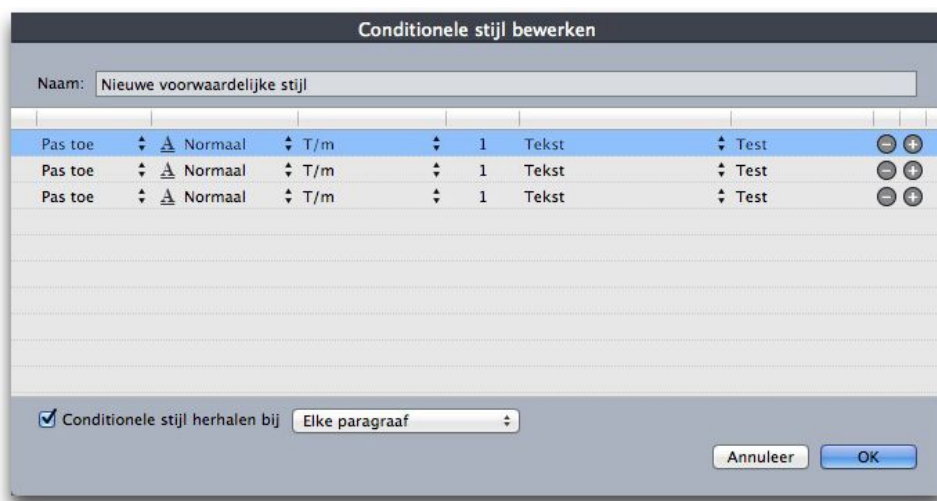 Conditionele stijl bewerken
Naam: Nieuwe voorwaardelijke stijl
Pas toe A Normaal T/m 1 Tekst Test
Pas toe A Normaal T/m 1 Tekst Test
Pas toe A Normaal T/m 1 Tekst Test
Conditionele stijl herhalen bij Elke paragraaf
Annuleer OK